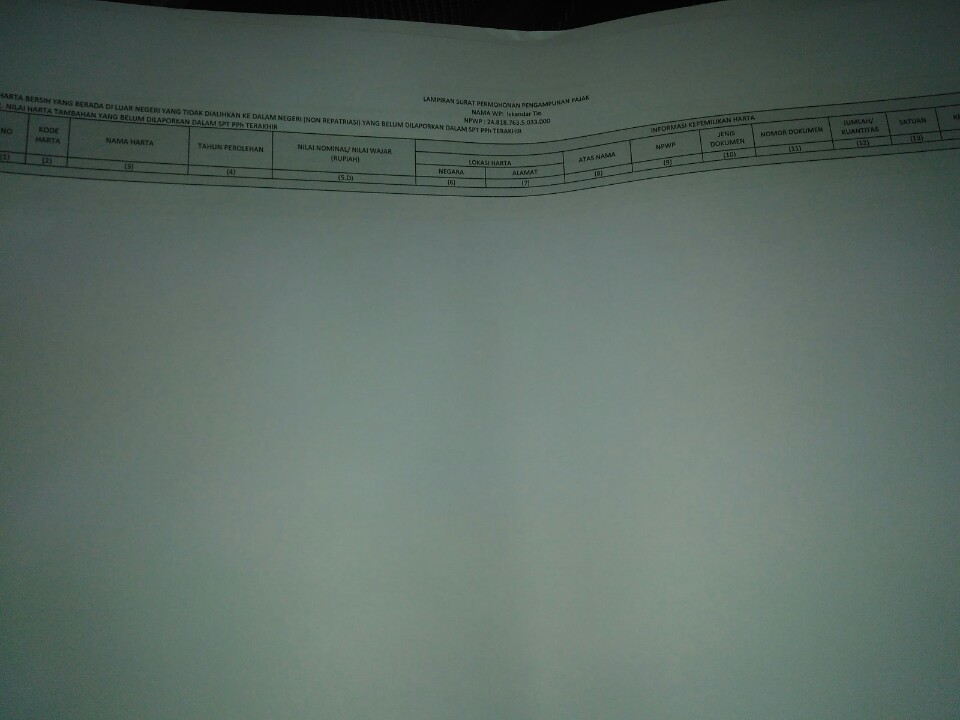 LAMPIRAN SURAT PERMOHONAN PENGAMPUNAN PAJAK
NAMA WP: Iskandar Tie
NPWP : 24.818.763.5.033.000
HARTA BERSIH YANG BERADA DI LUAR NEGERI YANG TIDAK DIALIHKAN KE DALAM NEGERI (NON REPATRIASI) YANG BELUM DILAPORKAN DALAM SPT PPh TERAKHIR
. NILAI HARTA TAMBAHAN YANG BELUM DILAPORKAN DALAM SPT PPh TERAKHIR
NO
KODE
HARTA
NAMA HARTA
TAHUN PEROLEHAN
NILAI NOMINAL/ NILAI WAJAR
(RUPIAH)
LOKASI HARTA
NEGARA
ALAMAT
INFORMASI KEPEMILIKAN HARTA
ATAS NAMA
NPWP
JENIS
DOKUMEN
NOMOR DOKUMEN
JUMLAH/
KUANTITAS
SATUAN
(1) (2) (3) (4) (5.D) (6) (7) (8) (9) (10) (11) (12) (13)